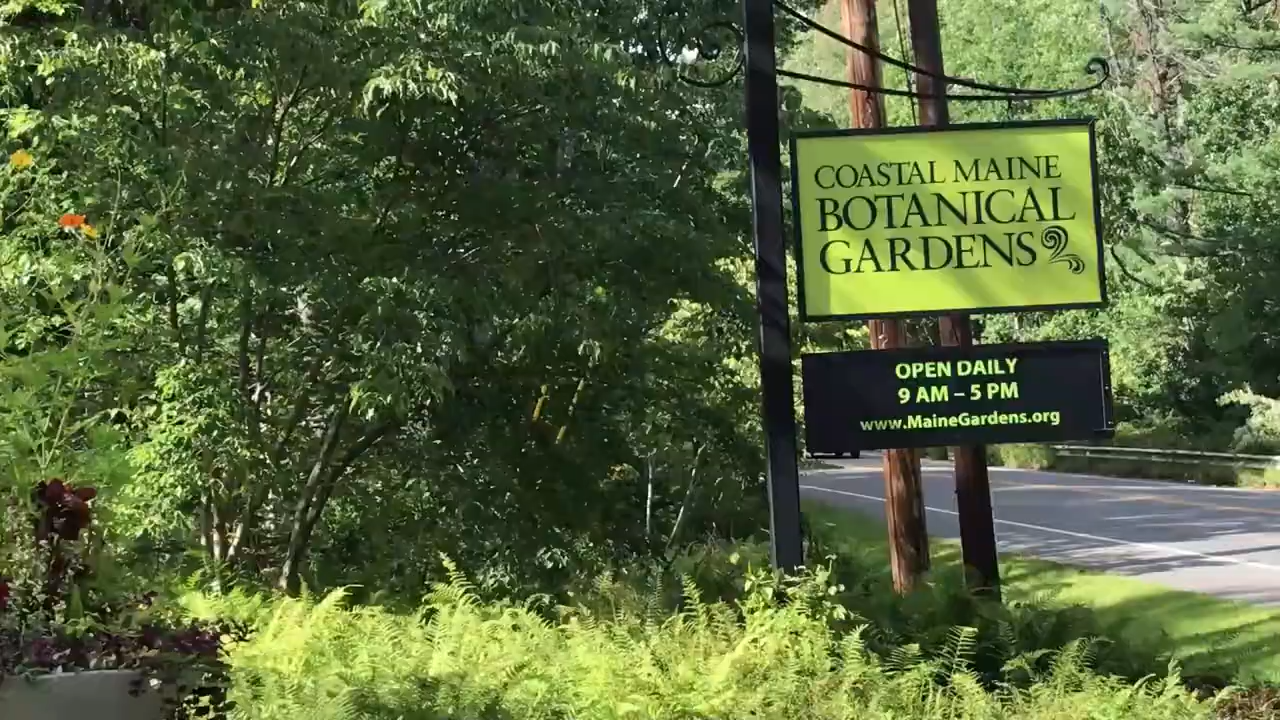 COASTAL MAINE
BOTANICAL
GARDENS
OPEN DAILY
9 AM – 5 PM
www.MaineGardens.org